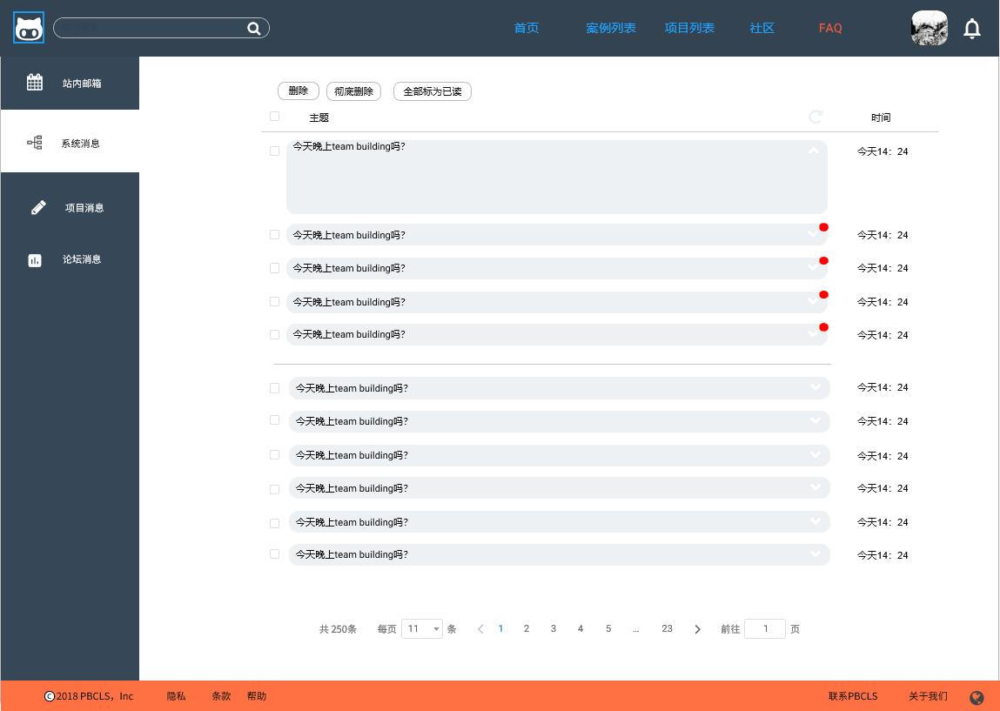 首页 案例列表 项目列表 社区 FAQ
站内邮箱
系统消息
项目消息
论坛消息
删除 彻底删除 全部标为已读
主题 时间
今天晚上team building吗? 今天14：24
今天晚上team building吗? 今天14：24
今天晚上team building吗? 今天14：24
今天晚上team building吗? 今天14：24
今天晚上team building吗? 今天14：24
今天晚上team building吗? 今天14：24
今天晚上team building吗? 今天14：24
今天晚上team building吗? 今天14：24
今天晚上team building吗? 今天14：24
今天晚上team building吗? 今天14：24
今天晚上team building吗? 今天14：24
共 250条 每页 11 条 1 2 3 4 5 ... 23 前往 1 页
©2018 PBCLS，Inc 隐私 条款 帮助 联系PBCLS 关于我们